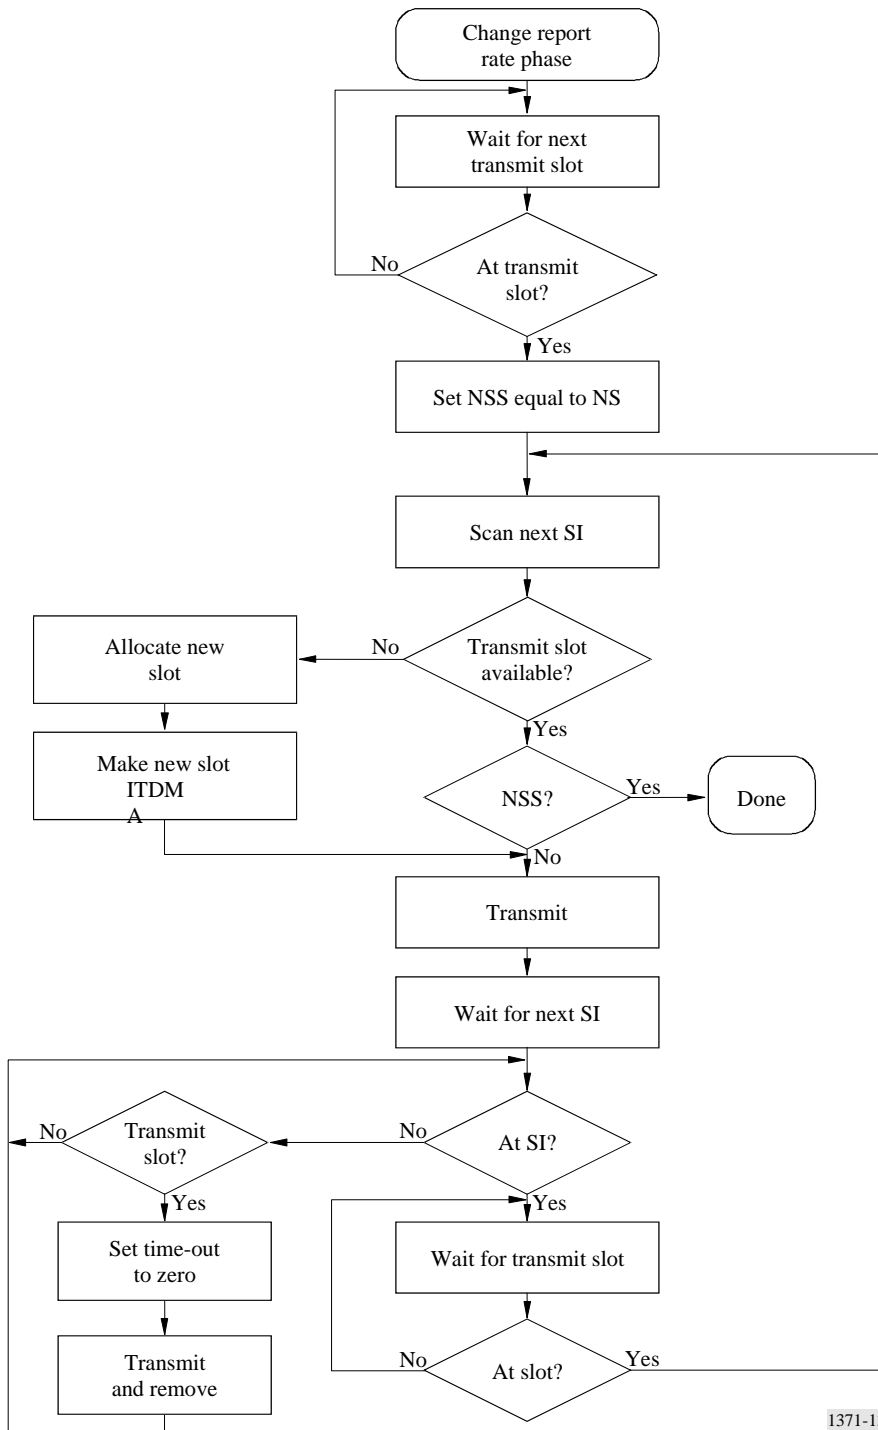 Change report
rate phase
Wait for next
transmit slot
No
At transmit
slot?
Yes
Set NSS equal to NS
Scan next SI
Allocate new
slot
No
Transmit slot
available?
Yes
Make new slot
ITDM
A
NSS?
Yes
Done
No
Transmit
Wait for next SI
No
Transmit
slot?
No
At SI?
Yes
Yes
Set time-out
to zero
Wait for transmit slot
Transmit
and remove
No
At slot?
Yes